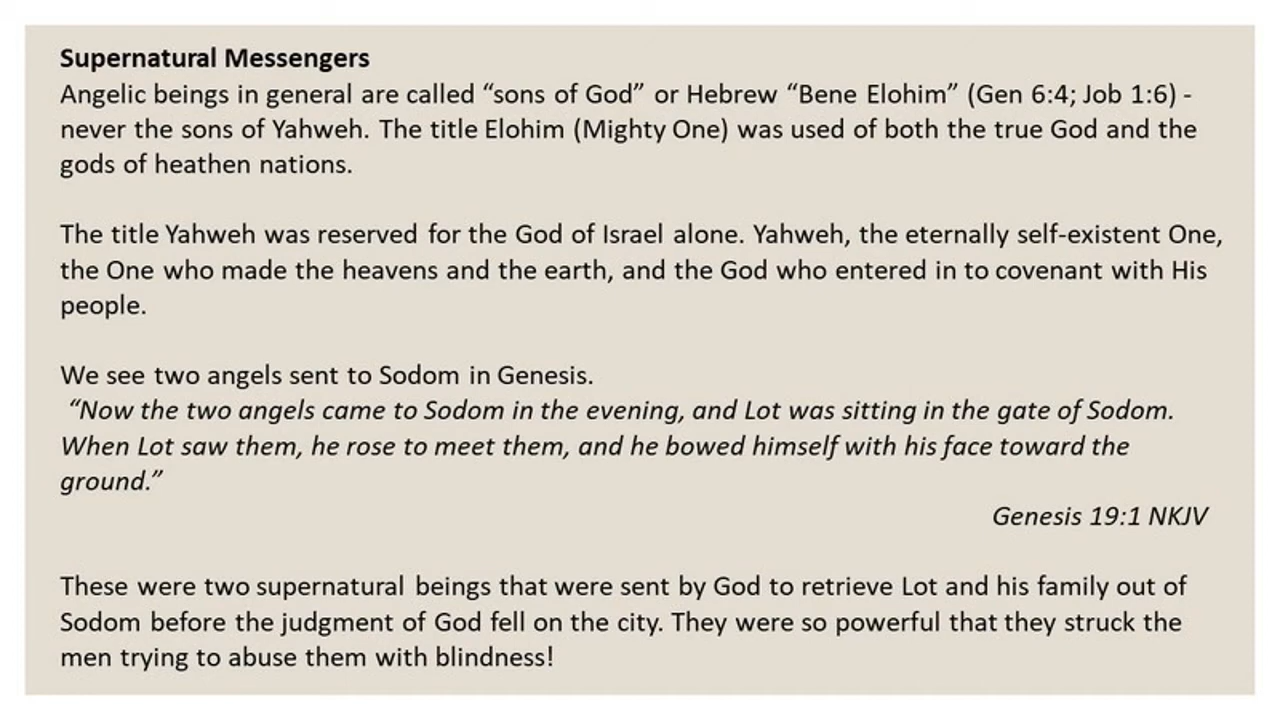 Supernatural Messengers
Angelic beings in general are called “sons of God” or Hebrew “Bene Elohim” (Gen 6:4; Job 1:6) -
never the sons of Yahweh. The title Elohim (Mighty One) was used of both the true God and the
gods of heathen nations.
The title Yahweh was reserved for the God of Israel alone. Yahweh, the eternally self-existent One,
the One who made the heavens and the earth, and the God who entered in to covenant with His
people.
We see two angels sent to Sodom in Genesis.
“Now the two angels came to Sodom in the evening, and Lot was sitting in the gate of Sodom.
When Lot saw them, he rose to meet them, and he bowed himself with his face toward the
ground.”
Genesis 19:1 NKJV
These were two supernatural beings that were sent by God to retrieve Lot and his family out of
Sodom before the judgment of God fell on the city. They were so powerful that they struck the
men trying to abuse them with blindness!